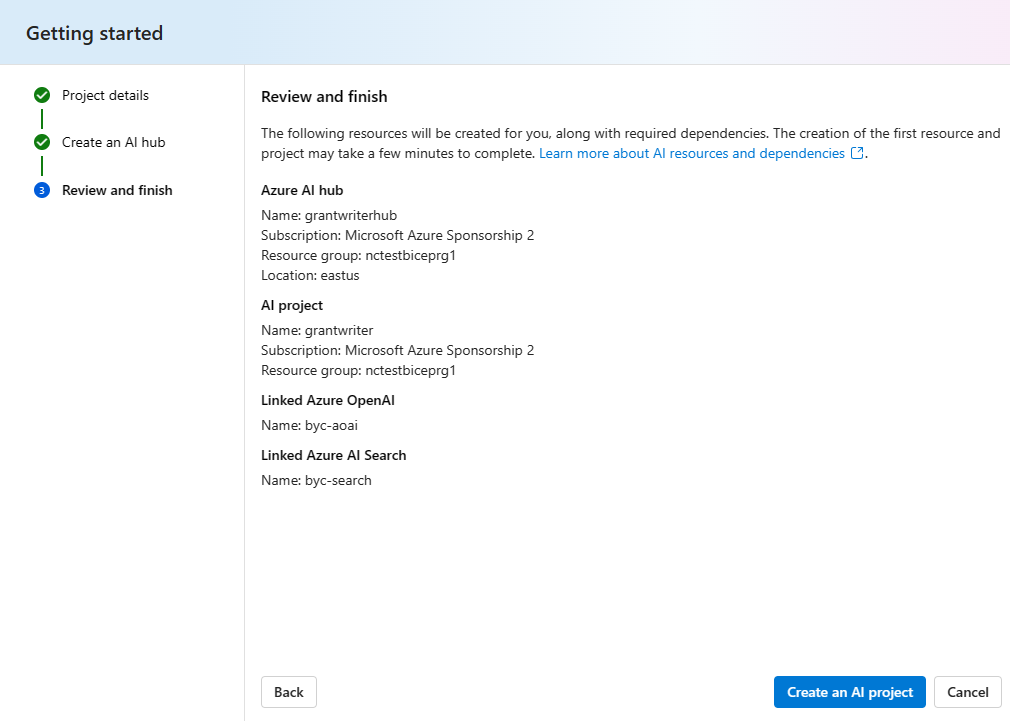 Getting started
Project details
Create an AI hub
3
Review and finish
Review and finish
The following resources will be created for you, along with required dependencies. The creation of the first resource and
project may take a few minutes to complete. Learn more about AI resources and dependencies .
Azure AI hub
Name: grantwriterhub
Subscription: Microsoft Azure Sponsorship 2
Resource group: nctestbiceprg1
Location: eastus
AI project
Name: grantwriter
Subscription: Microsoft Azure Sponsorship 2
Resource group: nctestbiceprg1
Linked Azure OpenAI
Name: byc-aoai
Linked Azure AI Search
Name: byc-search
Back
Create an AI project
Cancel